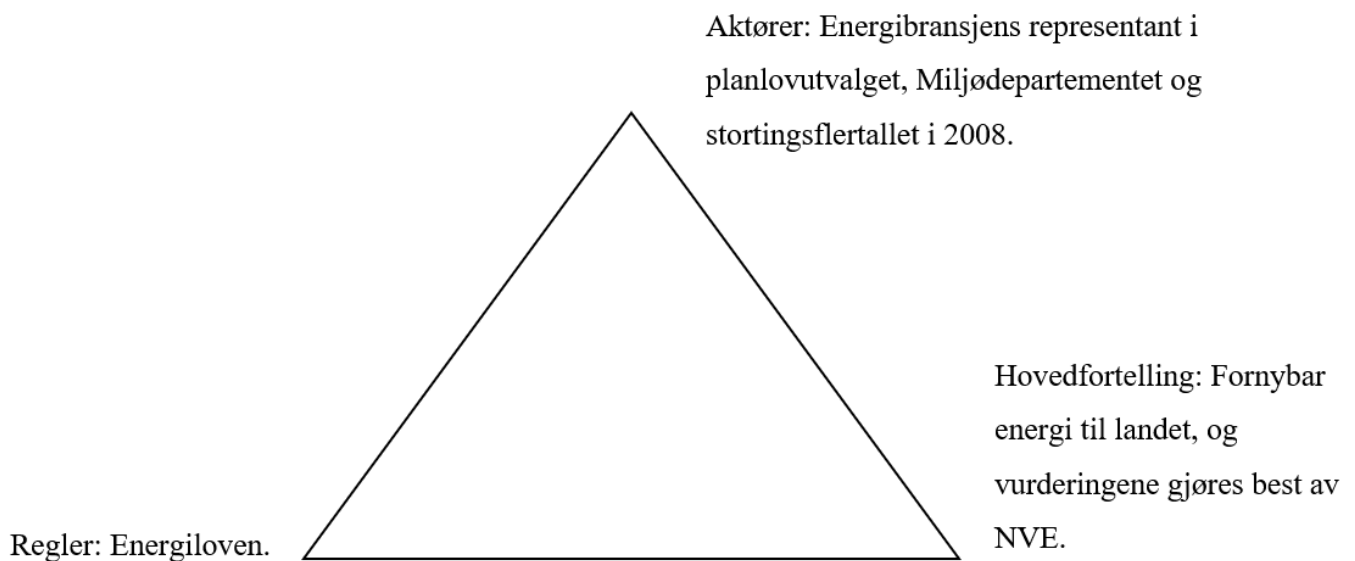 Aktører: Energibransjens representant i
planlovutvalget, Miljødepartementet og
stortingsflertallet i 2008.
Hovedfortelling: Fornybar
energi til landet, og
vurderingene gjøres best av
NVE.
Regler: Energiloven.